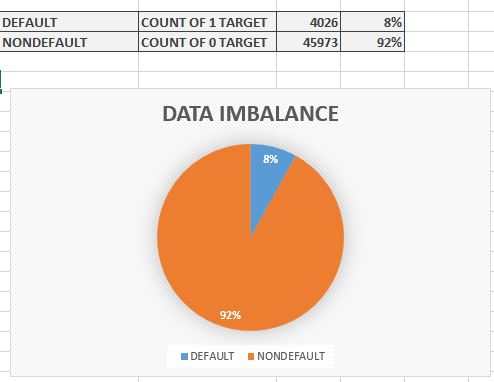 DEFAULT COUNT OF 1 TARGET 4026 8%
NONDEFAULT COUNT OF 0 TARGET 45973 92%
DATA IMBALANCE
8%
92%
DEFAULT NONDEFAULT